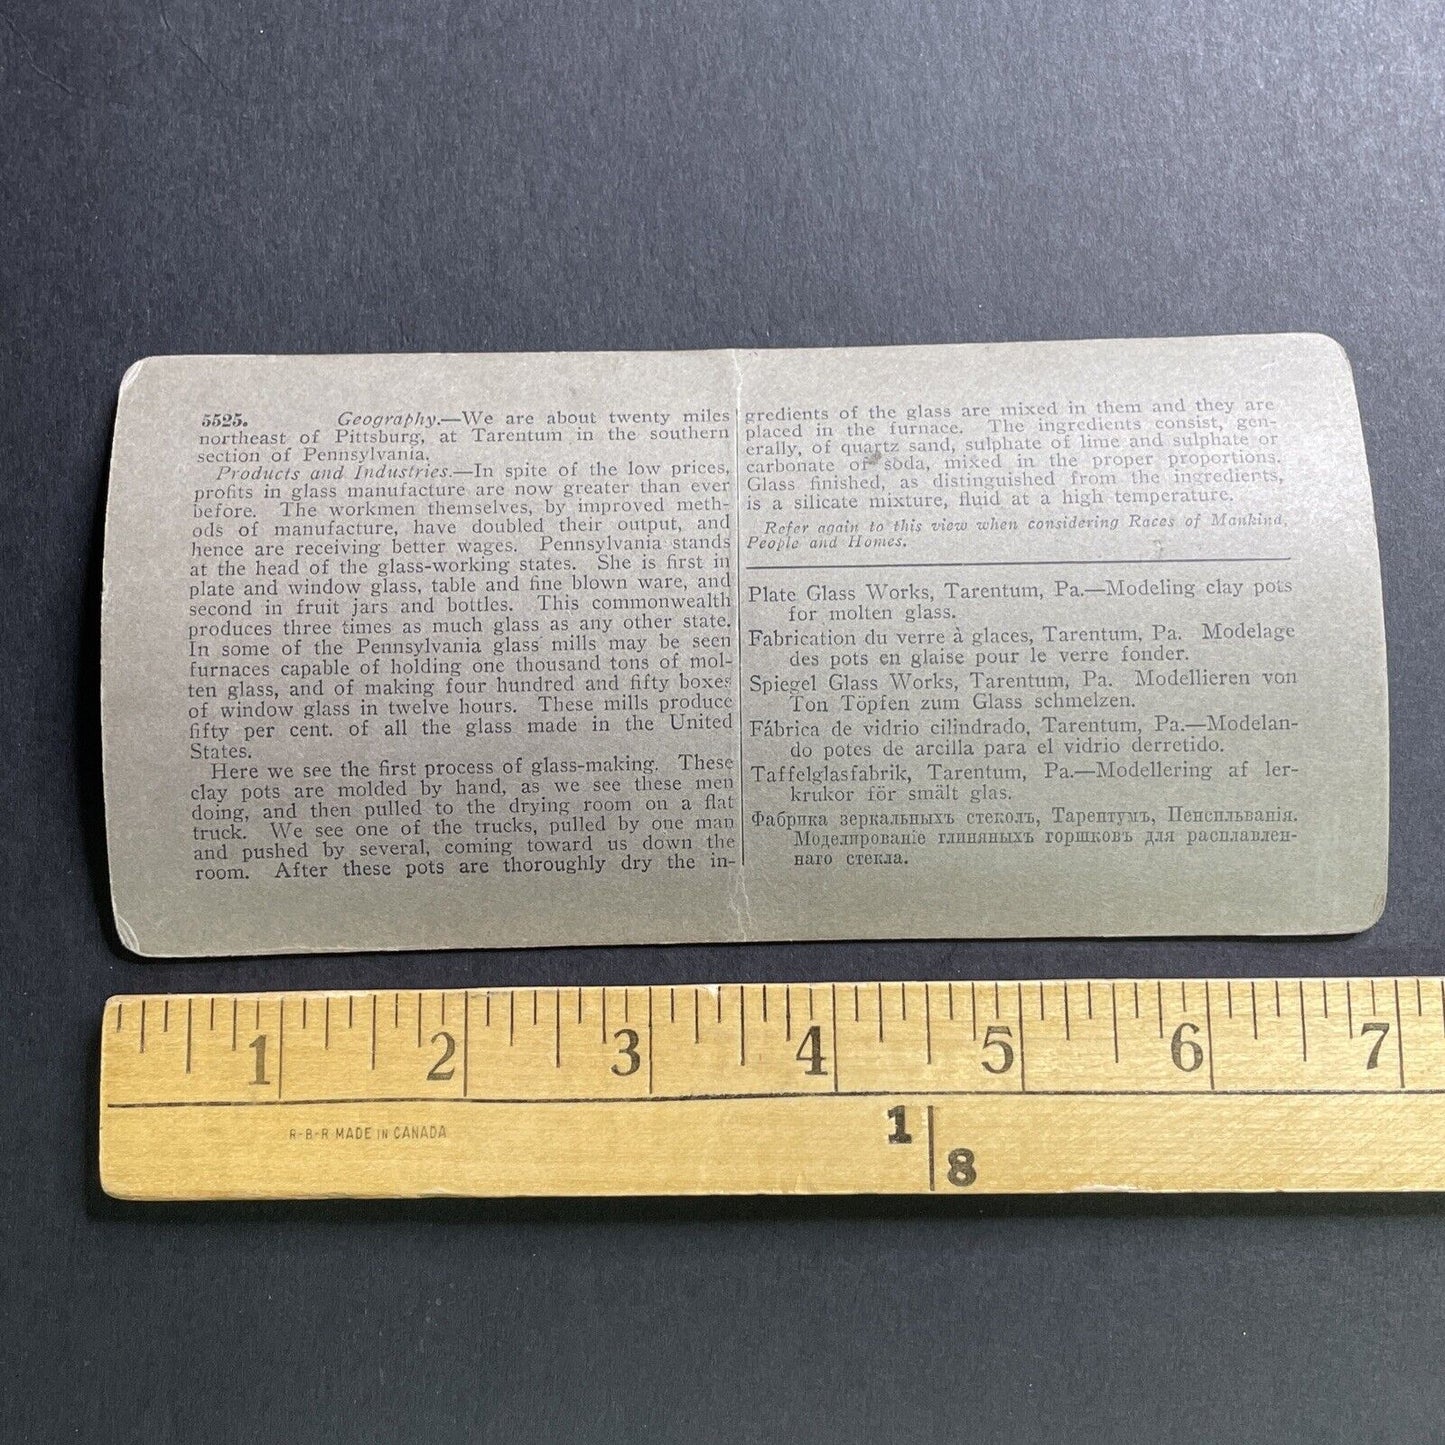 5525. Geography.—We are about twenty miles
northeast of Pittsburg, at Tarentum in the southern
section of Pennsylvania.
Products and Industries.—In spite of the low prices,
profits in glass manufacture are now greater than ever
before. The workmen themselves, by improved meth-
ods of manufacture, have doubled their output, and
hence are receiving better wages. Pennsylvania stands
at the head of the glass-working states. She is first in
plate and window glass, table and fine blown ware, and
second in fruit jars and bottles. This commonwealth
produces three times as much glass as any other state.
In some of the Pennsylvania glass mills may be seen
furnaces capable of holding one thousand tons of mol-
ten glass, and of making four hundred and fifty boxes
of window glass in twelve hours. These mills produce
fifty per cent. of all the glass made in the United
States.
Here we see the first process of glass-making. These
clay pots are molded by hand, as we see these men
doing, and then pulled to the drying room on a flat
truck. We see one of the trucks, pulled by one man
and pushed by several, coming toward us down the
room. After these pots are thoroughly dry the in-
gredients of the glass are mixed in them and they are
placed in the furnace. The ingredients consist, gen-
erally, of quartz sand, sulphate of lime and sulphate or
carbonate of soda, mixed in the proper proportions.
Glass finished, as distinguished from the ingredients,
is a silicate mixture, fluid at a high temperature.
Refer again to this view when considering Races of Mankind,
People and Homes.
Plate Glass Works, Tarentum, Pa.—Modeling clay pots
for molten glass.
Fabrication du verre à glaces, Tarentum, Pa. Modelage
des pots en glaise pour le verre fonder.
Spiegel Glass Works, Tarentum, Pa. Modellieren von
Ton Töpfen zum Glass schmelzen.
Fábrica de vidrio cilindrado, Tarentum, Pa.—Modelan-
do potes de arcilla para el vidrio derretido.
Taffelglasfabrik, Tarentum, Pa.—Modellering af ler-
krukor för smält glas.
Фабрика зеркальныхъ стеколъ, Тарентумъ, Пенсильванія.
Моделированіе глиняныхъ горшковъ для расплавлен-
наго стекла.
1 2 3 4 5 6 7
R-B-R MADE IN CANADA
1 8